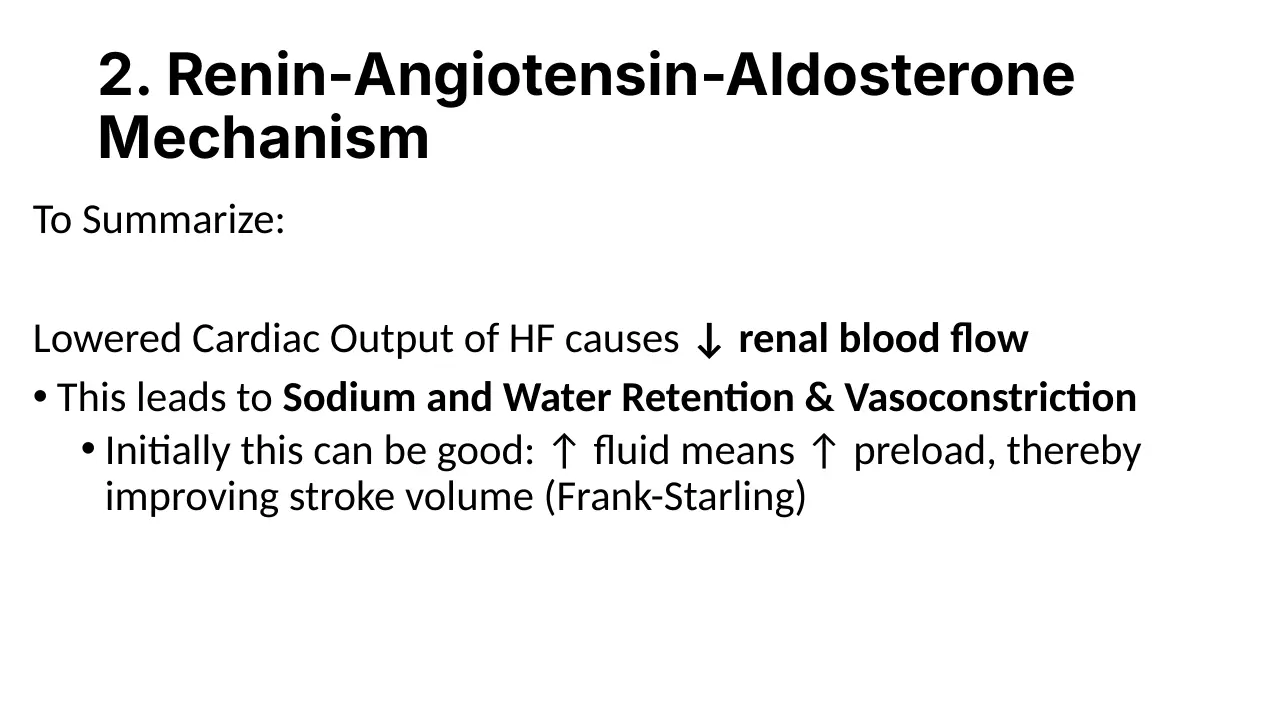 2. Renin-Angiotensin-Aldosterone
Mechanism
To Summarize:
Lowered Cardiac Output of HF causes ↓ renal blood flow
• This leads to Sodium and Water Retention & Vasoconstriction
• Initially this can be good: ↑ fluid means ↑ preload, thereby
improving stroke volume (Frank-Starling)